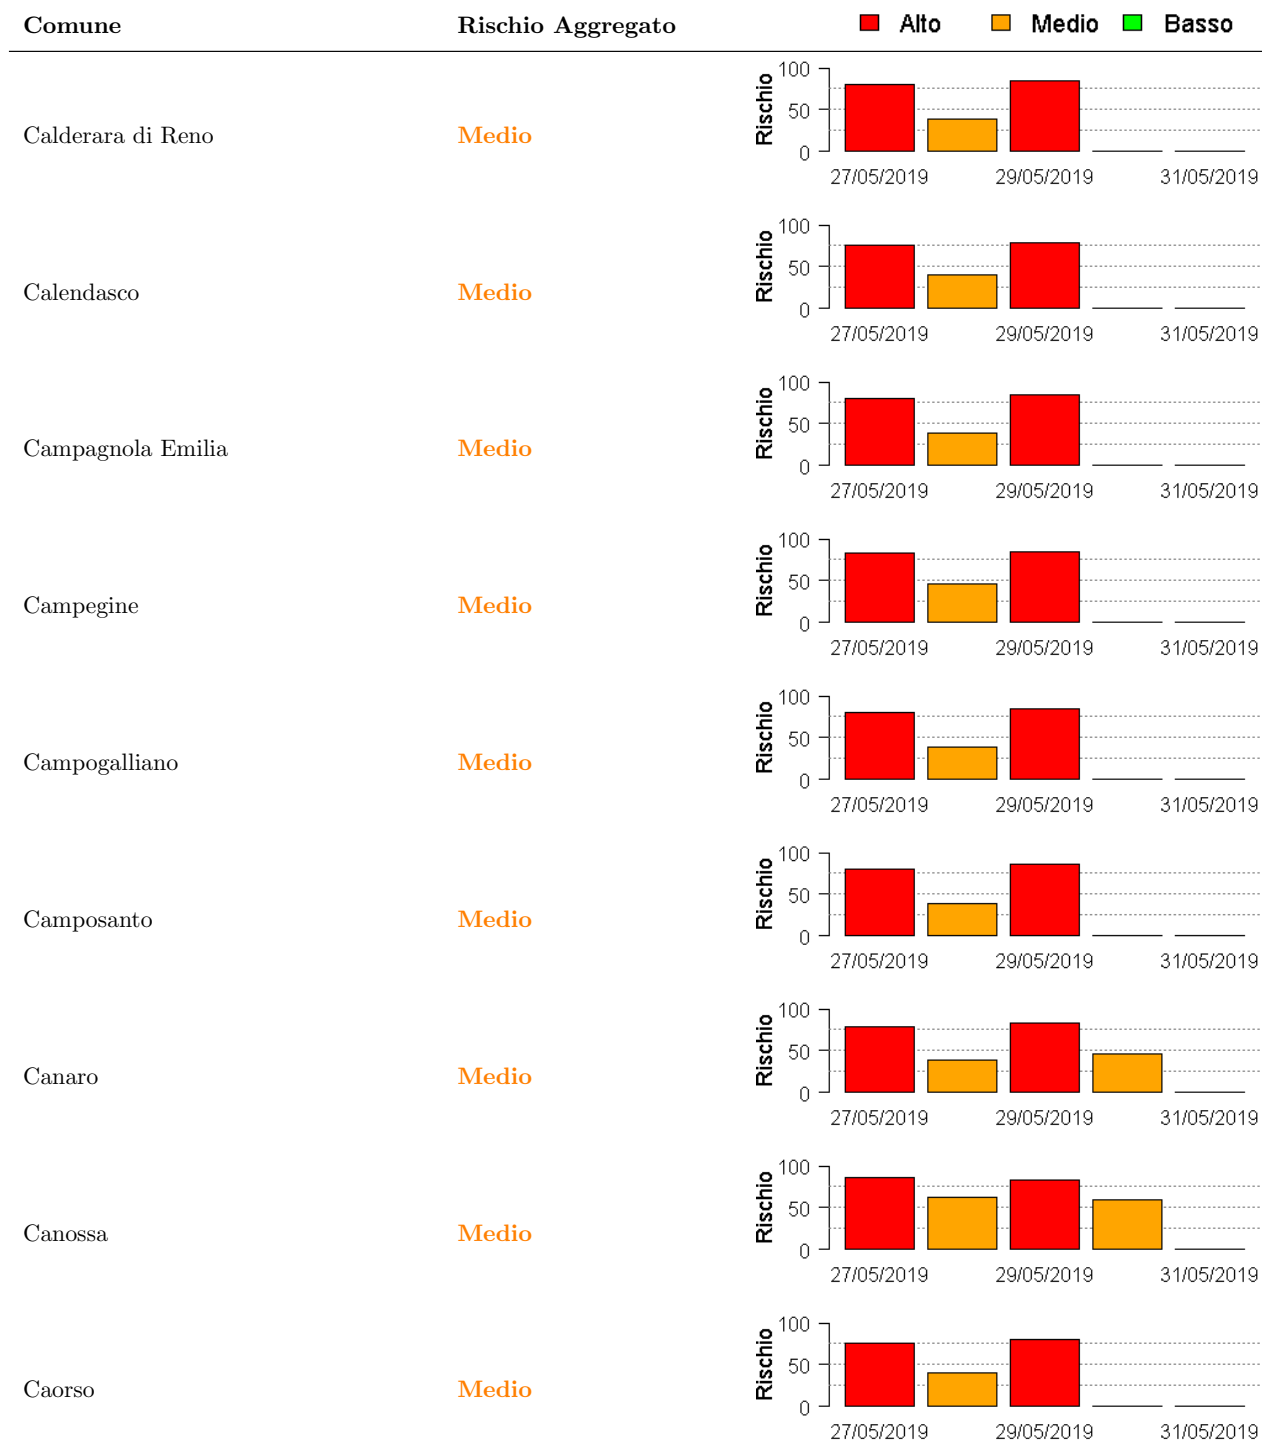 Comune Rischio Aggregato Alto Medio Basso
100
50
0
Rischio
Calderara di Reno Medio
27/05/2019 29/05/2019 31/05/2019
100
50
0
Rischio
Calendasco Medio
27/05/2019 29/05/2019 31/05/2019
100
50
0
Rischio
Campagnola Emilia Medio
27/05/2019 29/05/2019 31/05/2019
100
50
0
Rischio
Campegine Medio
27/05/2019 29/05/2019 31/05/2019
100
50
0
Rischio
Campogalliano Medio
27/05/2019 29/05/2019 31/05/2019
100
50
0
Rischio
Camposanto Medio
27/05/2019 29/05/2019 31/05/2019
100
50
0
Rischio
Canaro Medio
27/05/2019 29/05/2019 31/05/2019
100
50
0
Rischio
Canossa Medio
27/05/2019 29/05/2019 31/05/2019
100
50
0
Rischio
Caorso Medio
27/05/2019 29/05/2019 31/05/2019